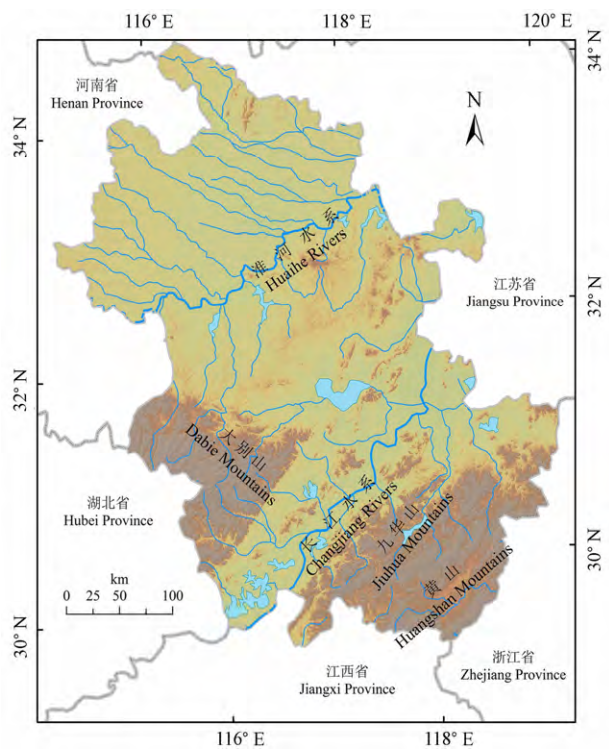 116° E
118° E
120° E
34° N
河南省
Henan Province
N
34° N
淮河水系
Huaihe Rivers
江苏省
Jiangsu Province
32° N
32° N
大别山
Dabie Mountains
湖北省
Hubei Province
长江水系
Changjiang Rivers
九华山
Jiuhua Mountains
黄山
Huangshan Mountains
30° N
km
0 25 50 100
30° N
江西省
Jiangxi Province
浙江省
Zhejiang Province
116° E
118° E